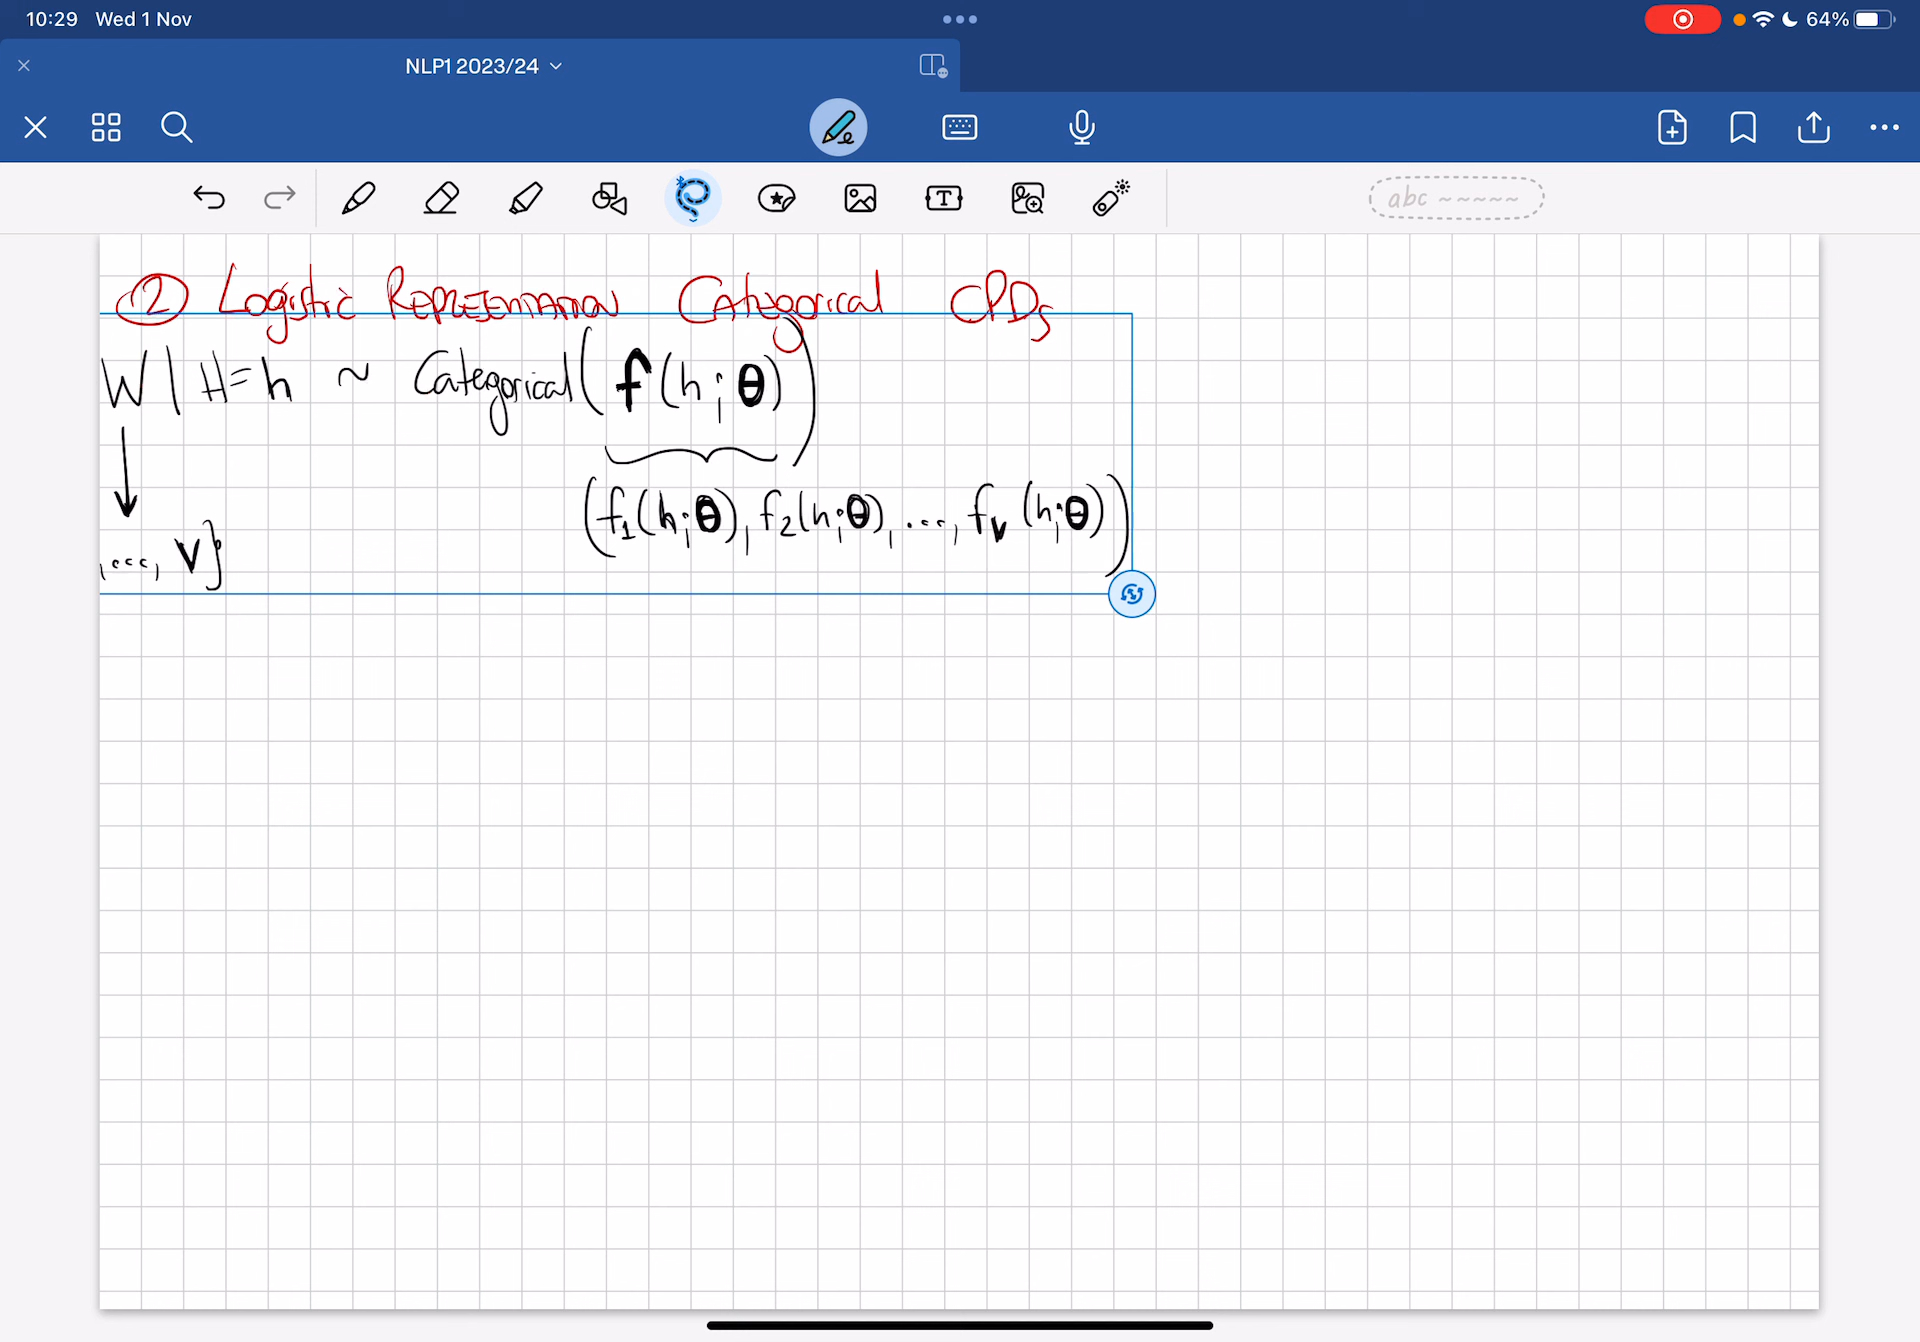 10:29 Wed 1 Nov
64%
NLP1 2023/24
abc
② Logistic Representation Categorical CPDs
W | H=h ~ Categorical(f(h;θ))
(f₁(h;θ), f₂(h;θ), ..., fᵥ(h;θ))
,..., V}